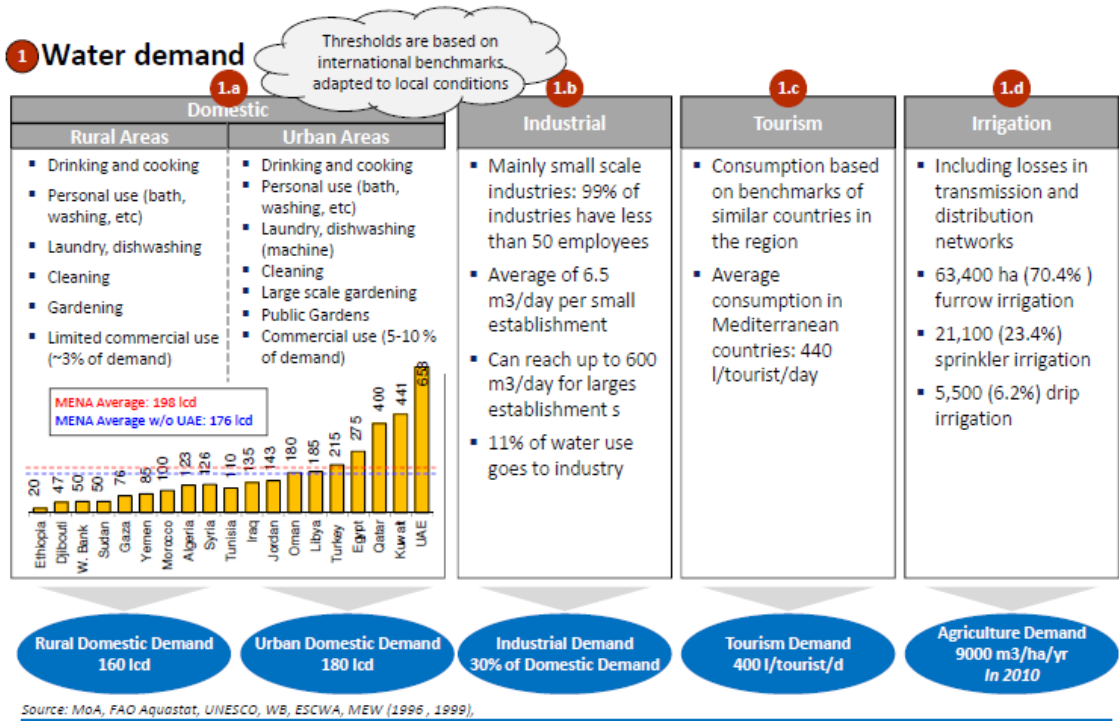 1 Water demand
Thresholds are based on
international benchmarks
adapted to local conditions
1.a
Domestic
Rural Areas
▪ Drinking and cooking
▪ Personal use (bath,
washing, etc)
▪ Laundry, dishwashing
▪ Cleaning
▪ Gardening
▪ Limited commercial use
(~3% of demand)
Urban Areas
▪ Drinking and cooking
▪ Personal use (bath,
washing, etc)
▪ Laundry, dishwashing
(machine)
▪ Cleaning
▪ Large scale gardening
▪ Public Gardens
▪ Commercial use (5-10 %
of demand)
MENA Average: 198 lcd
MENA Average w/o UAE: 176 lcd
20
47
50
50
76
85
100
123
126
110
135
143
180
185
215
275
400
441
658
Ethiopia
Djibouti
W. Bank
Sudan
Gaza
Yemen
Morocco
Algeria
Syria
Tunisia
Iraq
Jordan
Oman
Libya
Turkey
Egypt
Qatar
Kuwait
UAE
1.b
Industrial
▪ Mainly small scale
industries: 99% of
industries have less
than 50 employees
▪ Average of 6.5
m3/day per small
establishment
▪ Can reach up to 600
m3/day for larges
establishment s
▪ 11% of water use
goes to industry
1.c
Tourism
▪ Consumption based
on benchmarks of
similar countries in
the region
▪ Average
consumption in
Mediterranean
countries: 440
l/tourist/day
1.d
Irrigation
▪ Including losses in
transmission and
distribution
networks
▪ 63,400 ha (70.4% )
furrow irrigation
▪ 21,100 (23.4%)
sprinkler irrigation
▪ 5,500 (6.2%) drip
irrigation
Rural Domestic Demand
160 lcd
Urban Domestic Demand
180 lcd
Industrial Demand
30% of Domestic Demand
Tourism Demand
400 l/tourist/d
Agriculture Demand
9000 m3/ha/yr
In 2010
Source: MoA, FAO Aquastat, UNESCO, WB, ESCWA, MEW (1996 , 1999),